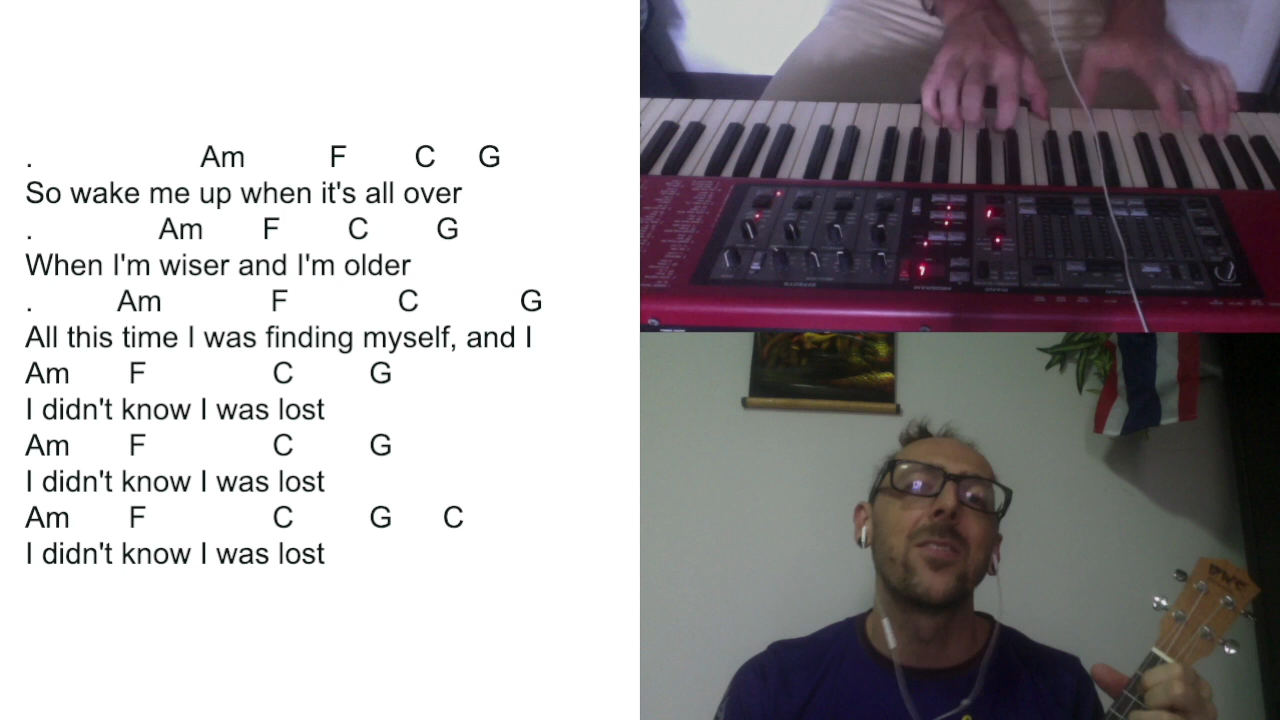 . Am F C G
So wake me up when it's all over
. Am F C G
When I'm wiser and I'm older
. Am F C G
All this time I was finding myself, and I
Am F C G
I didn't know I was lost
Am F C G
I didn't know I was lost
Am F C G C
I didn't know I was lost